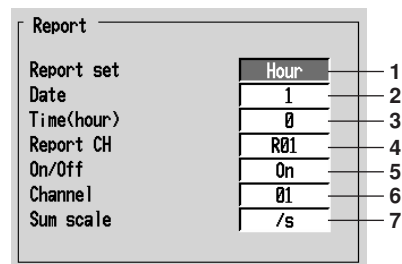 Report
Report set Hour 1
Date 1 2
Time(hour) 0 3
Report CH R01 4
On/Off On 5
Channel 01 6
Sum scale /s 7